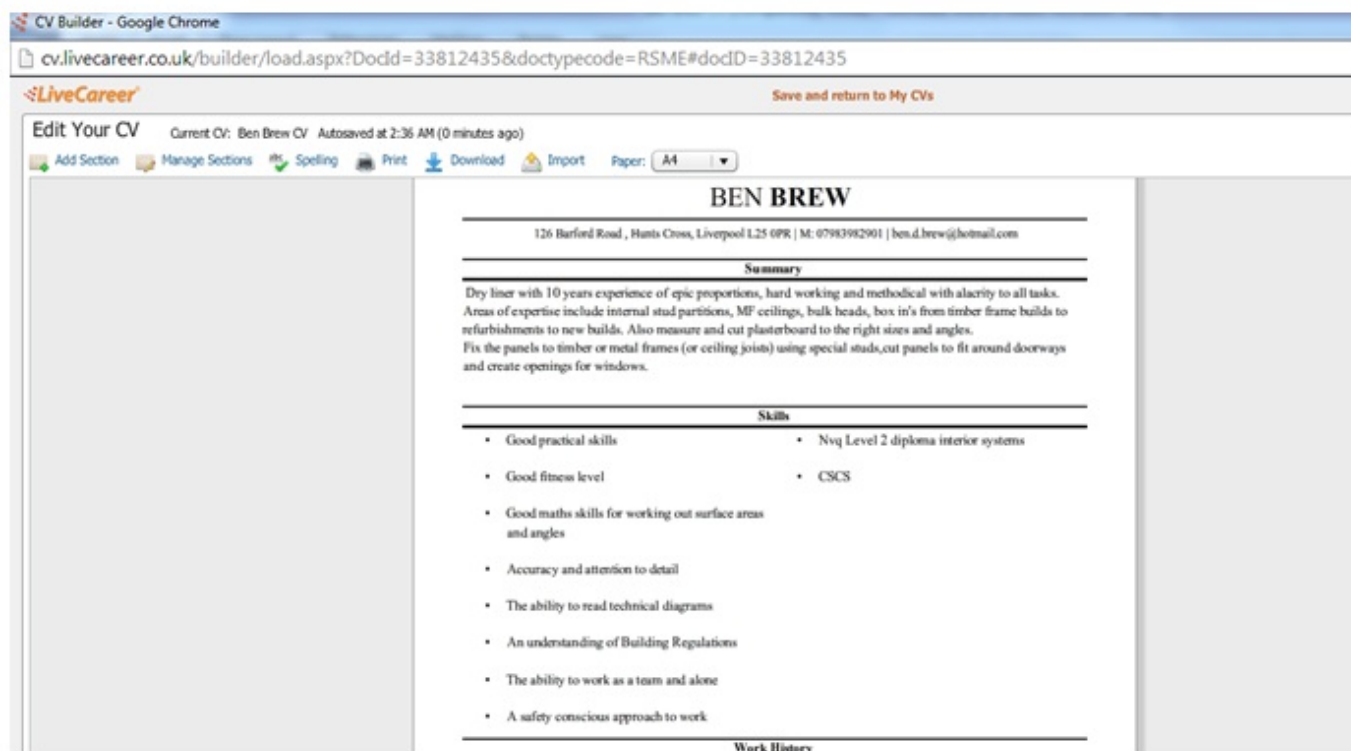 CV Builder - Google Chrome
cv.livecareer.co.uk/builder/load.aspx?DocId=33812435&doctypecode=RSME#docID=33812435
LiveCareer
Save and return to My CVs
Edit Your CV Current CV: Ben Brew CV Autosaved at 2:36 AM (0 minutes ago)
Add Section Manage Sections Spelling Print Download Import Paper: A4
BEN BREW
126 Barford Road , Hunts Cross, Liverpool L25 0PR | M: 07983982901 | ben.d.brew@hotmail.com
Summary
Dry liner with 10 years experience of epic proportions, hard working and methodical with alacrity to all tasks.
Areas of expertise include internal stud partitions, MF ceilings, bulk heads, box in's from timber frame builds to
refurbishments to new builds. Also measure and cut plasterboard to the right sizes and angles.
Fix the panels to timber or metal frames (or ceiling joists) using special studs,cut panels to fit around doorways
and create openings for windows.
Skills
• Good practical skills
• Good fitness level
• Good maths skills for working out surface areas
and angles
• Accuracy and attention to detail
• The ability to read technical diagrams
• An understanding of Building Regulations
• The ability to work as a team and alone
• A safety conscious approach to work
• Nvq Level 2 diploma interior systems
• CSCS
Work History